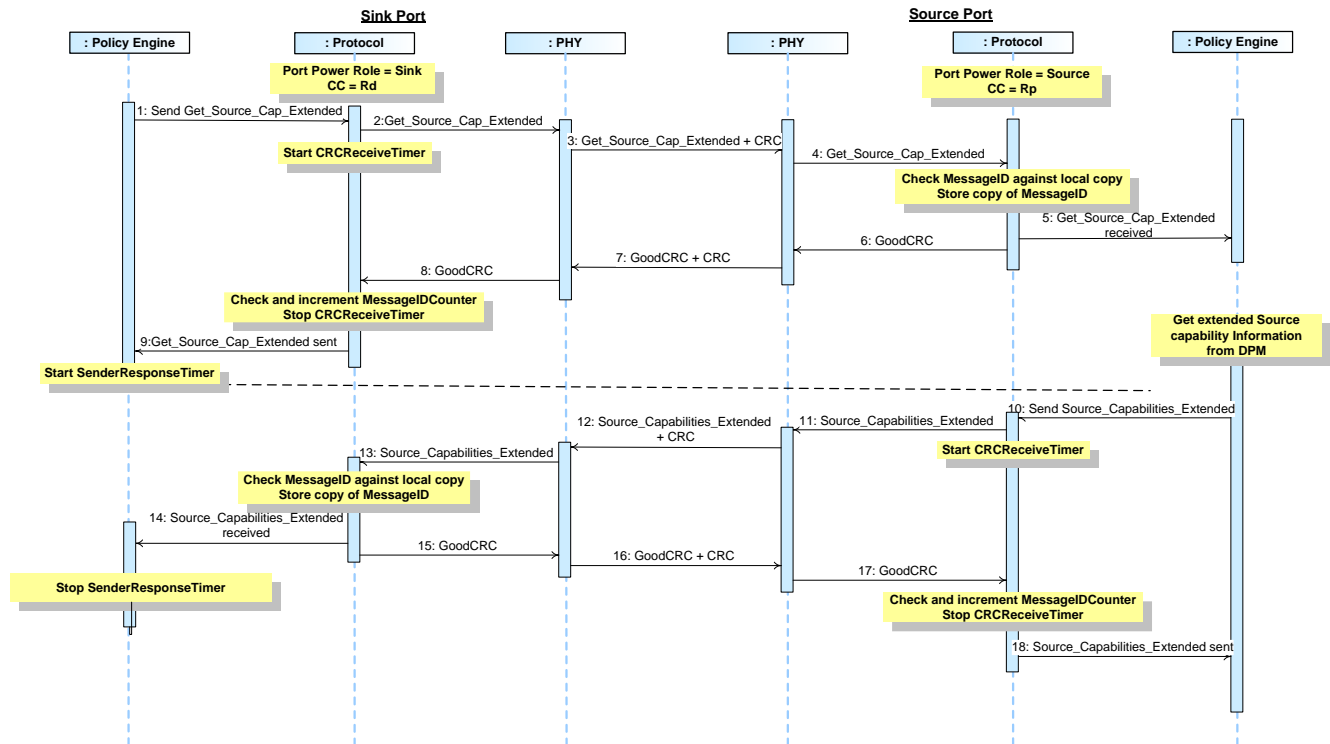 Sink Port
Source Port
: Policy Engine
: Protocol
: PHY
: PHY
: Protocol
: Policy Engine
Port Power Role = Sink
CC = Rd
Port Power Role = Source
CC = Rp
1: Send Get_Source_Cap_Extended
2:Get_Source_Cap_Extended
Start CRCReceiveTimer
3: Get_Source_Cap_Extended + CRC
4: Get_Source_Cap_Extended
Check MessageID against local copy
Store copy of MessageID
5: Get_Source_Cap_Extended
received
6: GoodCRC
7: GoodCRC + CRC
8: GoodCRC
Check and increment MessageIDCounter
Stop CRCReceiveTimer
9:Get_Source_Cap_Extended sent
Start SenderResponseTimer
Get extended Source
capability Information
from DPM
10: Send Source_Capabilities_Extended
11: Source_Capabilities_Extended
Start CRCReceiveTimer
12: Source_Capabilities_Extended
+ CRC
13: Source_Capabilities_Extended
Check MessageID against local copy
Store copy of MessageID
14: Source_Capabilities_Extended
received
15: GoodCRC
16: GoodCRC + CRC
17: GoodCRC
Stop SenderResponseTimer
Check and increment MessageIDCounter
Stop CRCReceiveTimer
18: Source_Capabilities_Extended sent